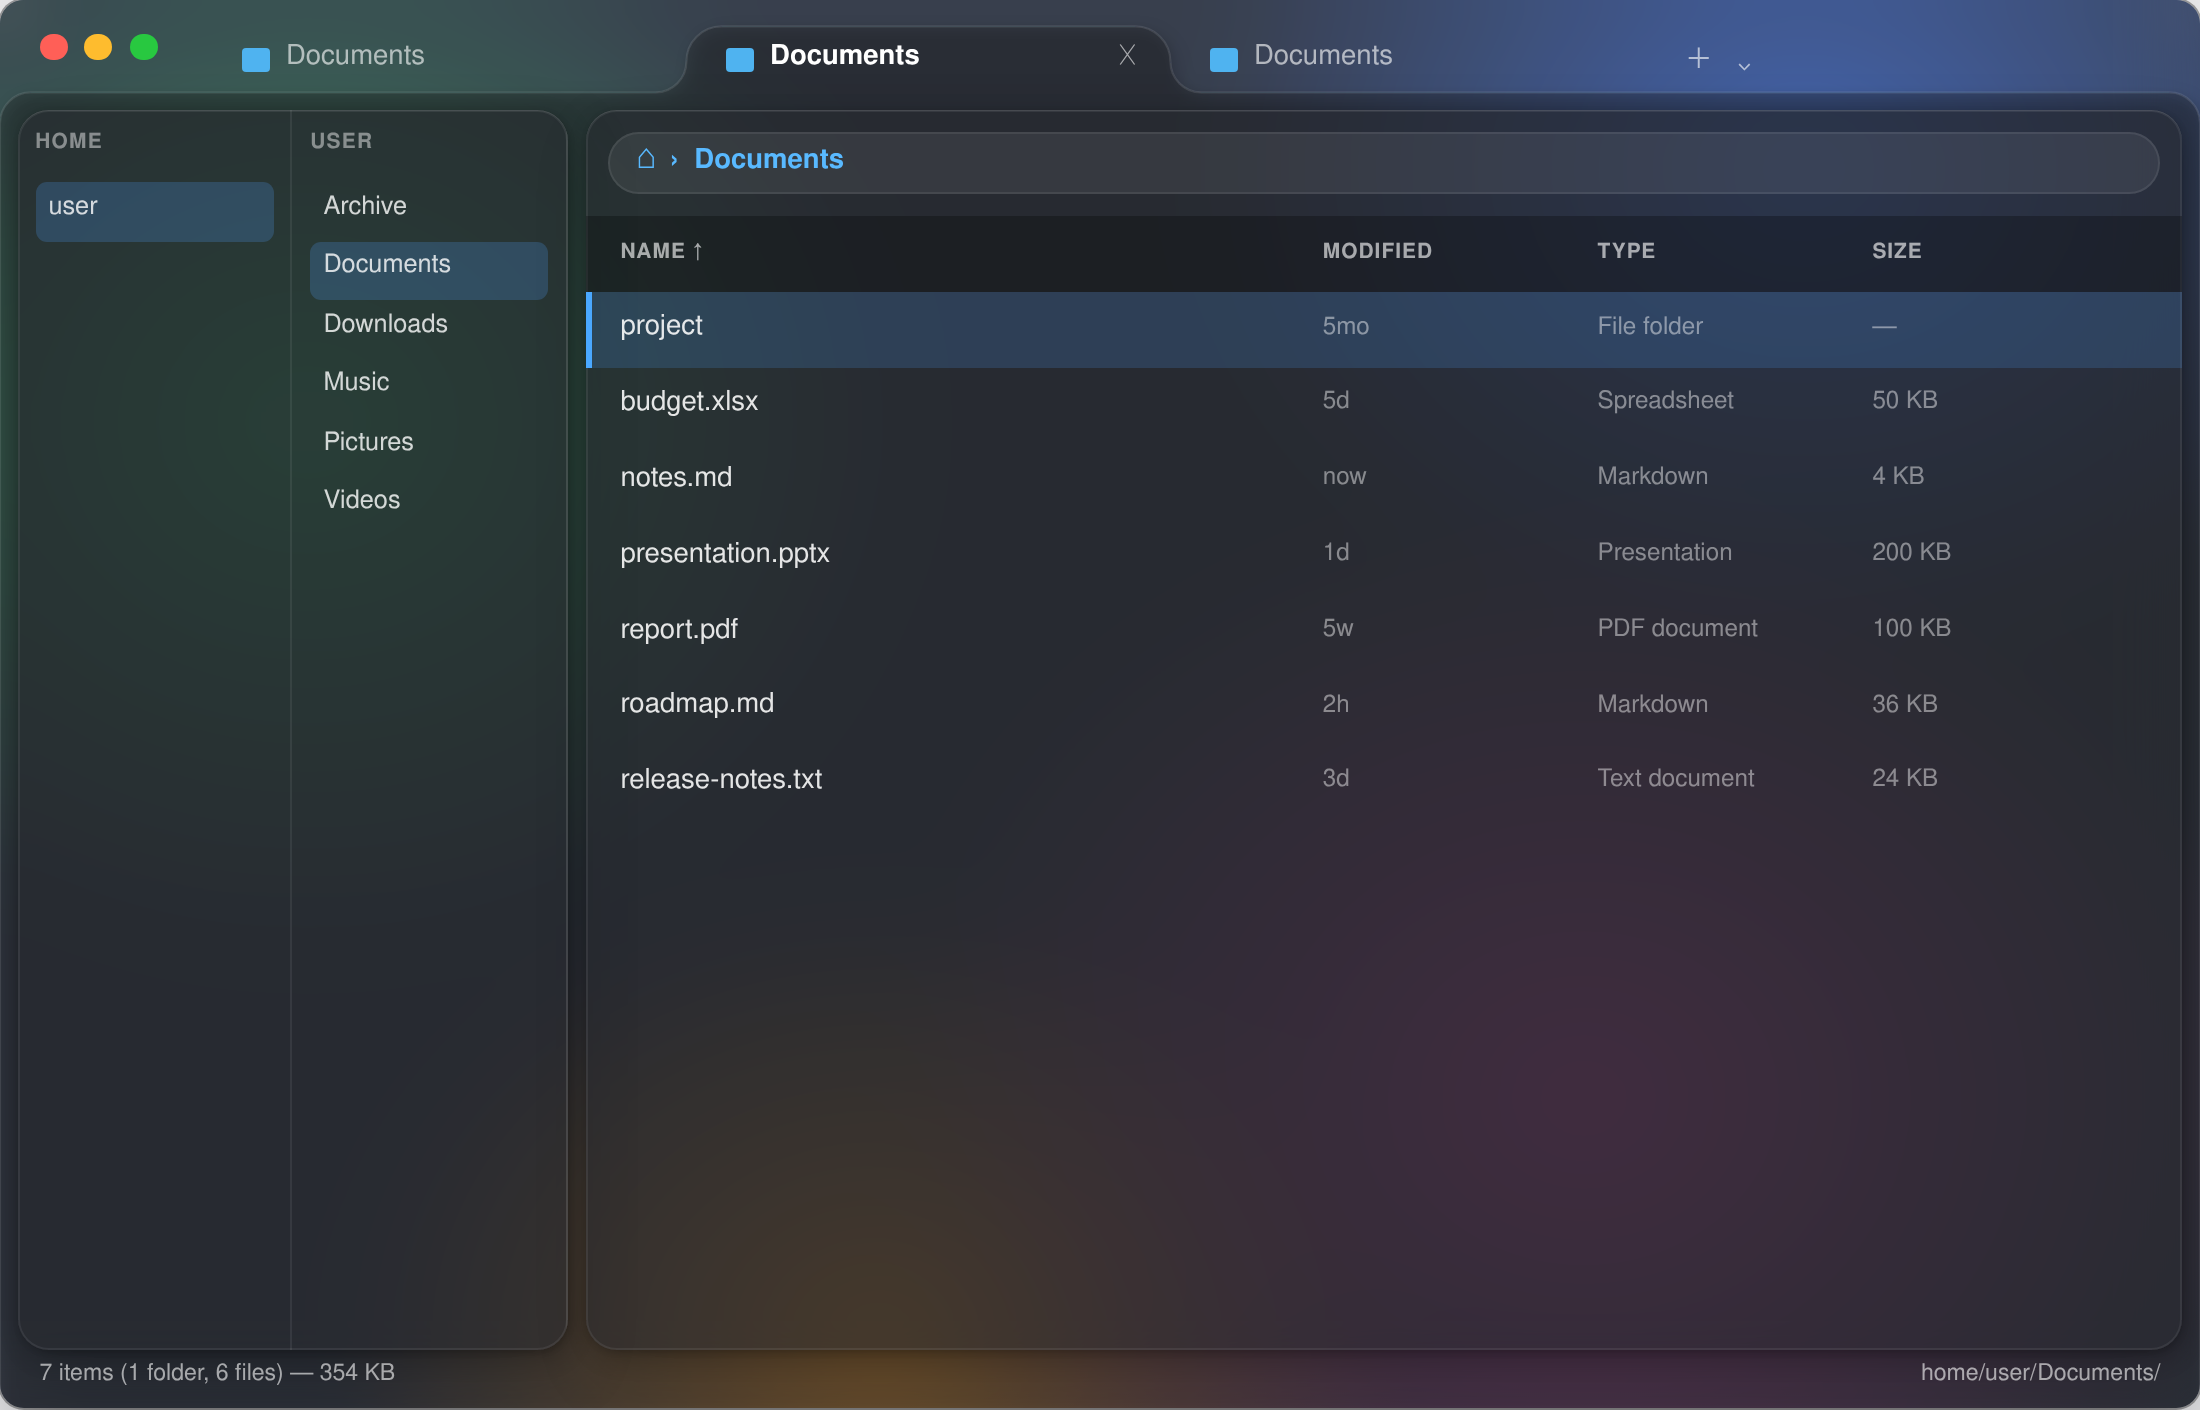 Documents
Documents X
Documents + ⌄
HOME
user
USER
Archive
Documents
Downloads
Music
Pictures
Videos
⌂ › Documents
NAME ↑ MODIFIED TYPE SIZE
project 5mo File folder —
budget.xlsx 5d Spreadsheet 50 KB
notes.md now Markdown 4 KB
presentation.pptx 1d Presentation 200 KB
report.pdf 5w PDF document 100 KB
roadmap.md 2h Markdown 36 KB
release-notes.txt 3d Text document 24 KB
7 items (1 folder, 6 files) — 354 KB
home/user/Documents/